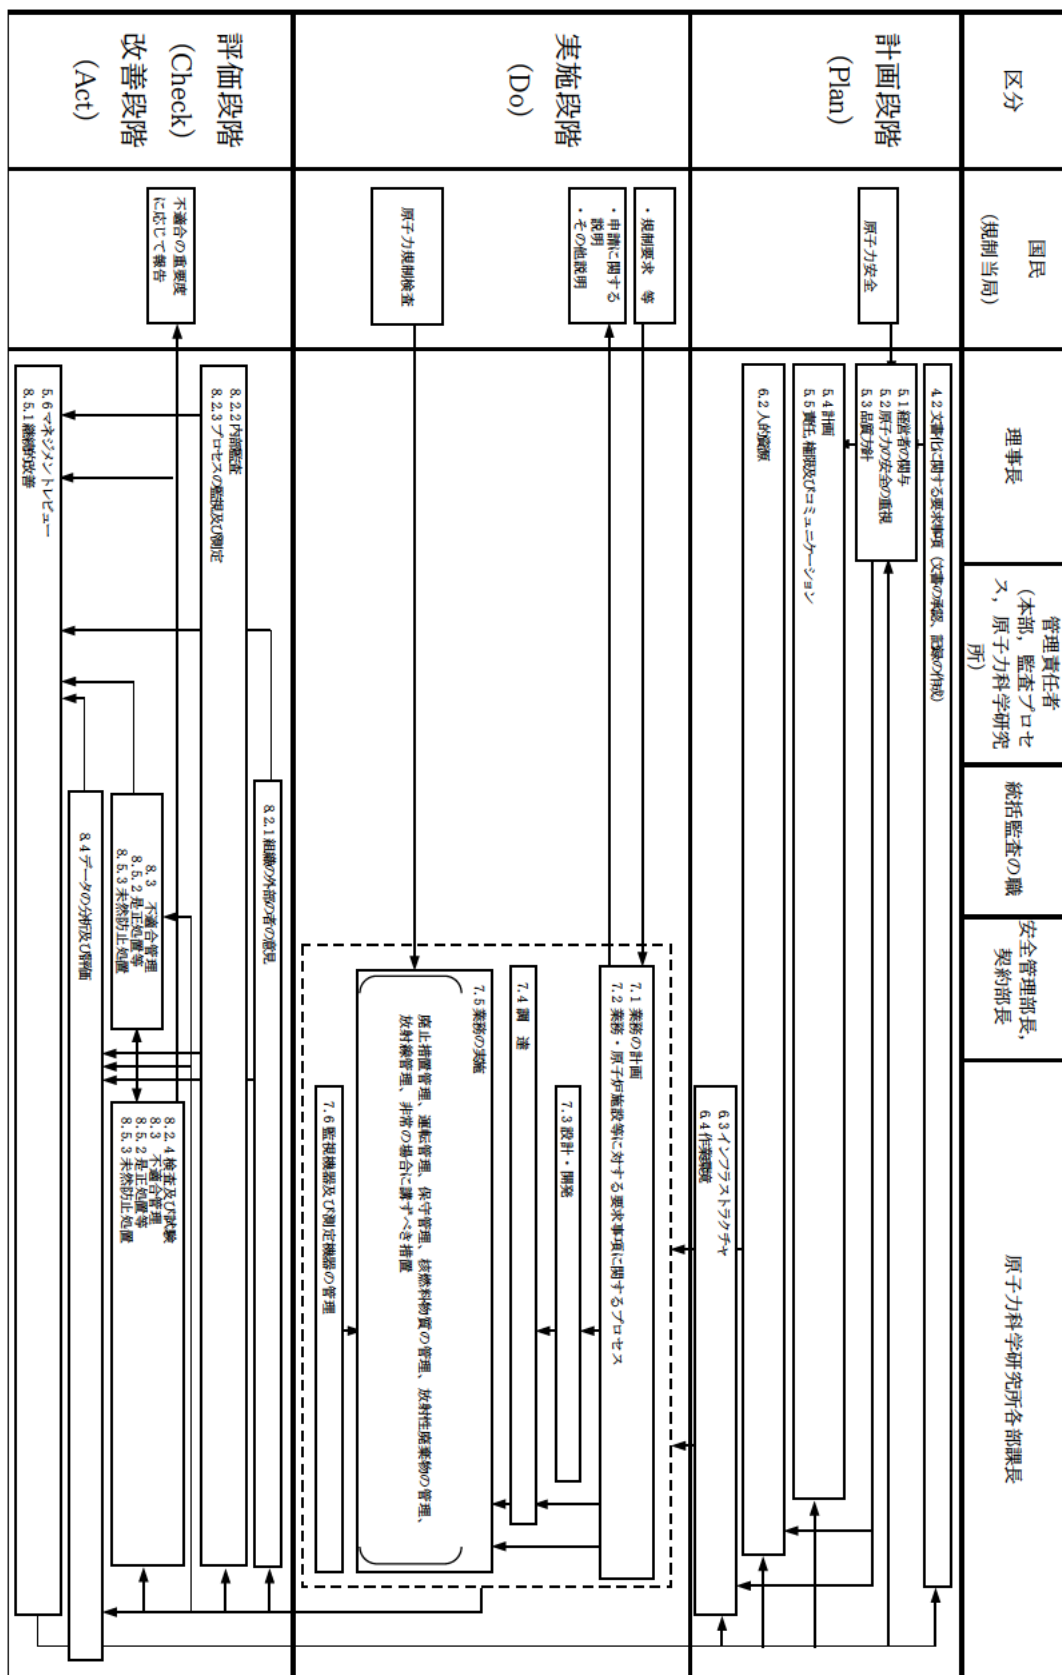 区分
国民
(規制当局)
理事長
管理責任者
(本部, 監査プロセ
ス, 原子力科学研究
所)
統括監査の職
安全管理部長,
契約部長
原子力科学研究所各部課長
計画段階
(Plan)
原子力安全
4.2 文書化に関する要求事項 (文書の承認、記録の作成)
5.1 経営者の関与
5.2 原子力の安全の重視
5.3 品質方針
5.4 計画
5.5 責任、権限及びコミュニケーション
6.2 人的資源
6.3 インフラストラクチャ
6.4 作業環境
実施段階
(Do)
・規制要求 等
・申請に関する
説明
・その他説明
原子力規制検査
7.1 業務の計画
7.2 業務・原子炉施設等に対する要求事項に関するプロセス
7.3 設計・開発
7.4 調 達
7.5 業務の実施
廃止措置管理、運転管理、保守管理、核燃料物質の管理、放射性廃棄物の管理、
放射線管理、非常の場合に講ずべき措置
7.6 監視機器及び測定機器の管理
評価段階
(Check)
改善段階
(Act)
不適合の重要度
に応じて報告
8.2.1 組織の外部の者の意見
8.2.2 内部監査
8.2.3 プロセスの監視及び測定
8.3 不適合管理
8.5.2 是正処置等
8.5.3 未然防止処置
8.2.4 検査及び試験
8.3 不適合管理
8.5.2 是正処置等
8.5.3 未然防止処置
8.4 データの分析及び評価
5.6 マネジメントレビュー
8.5.1 継続的改善